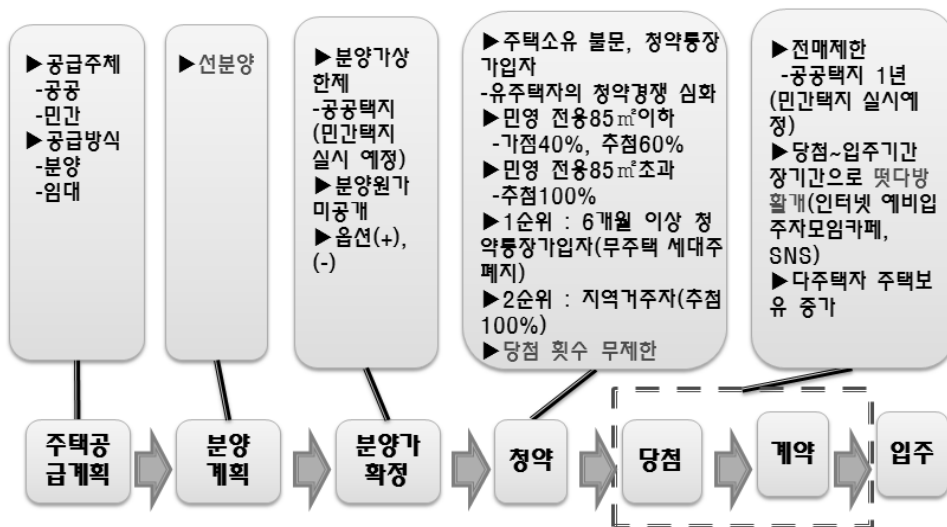 ▶공급주체
-공공
-민간
▶공급방식
-분양
-임대
▶선분양
▶분양가상
한제
-공공택지
(민간택지
실시 예정)
▶분양원가
미공개
▶옵션(+),
(-)
▶주택소유 불문, 청약통장
가입자
-유주택자의 청약경쟁 심화
▶민영 전용85㎡이하
-가점40%, 추첨60%
▶민영 전용85㎡초과
-추첨100%
▶1순위 : 6개월 이상 청
약통장가입자(무주택 세대주
폐지)
▶2순위 : 지역거주자(추첨
100%)
▶당첨 횟수 무제한
▶전매제한
-공공택지 1년
(민간택지 실시예
정)
▶당첨~입주기간
장기간으로 떳다방
활개(인터넷 예비입
주자모임카페,
SNS)
▶다주택자 주택보
유 증가
주택공
급계획
분양
계획
분양가
확정
청약
당첨
계약
입주